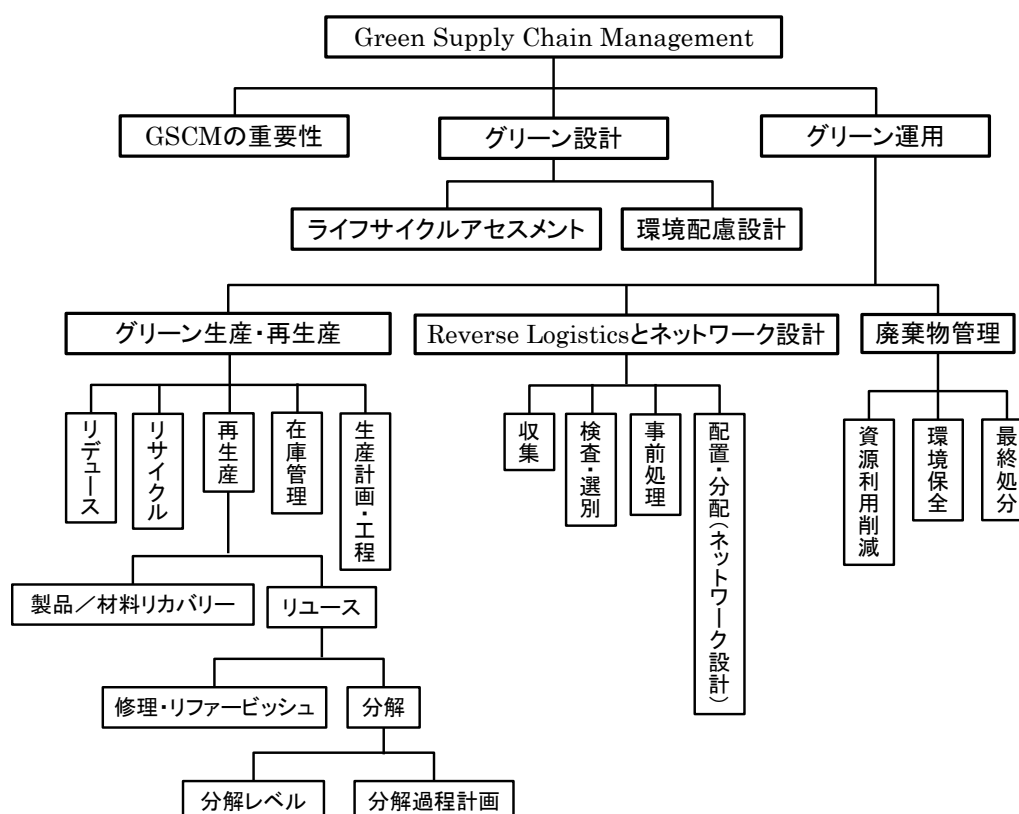 Green Supply Chain Management
GSCMの重要性
グリーン設計
グリーン運用
ライフサイクルアセスメント
環境配慮設計
グリーン生産・再生産
Reverse Logisticsとネットワーク設計
廃棄物管理
リデュース
リサイクル
再生産
在庫管理
生産計画・工程
収集
検査・選別
事前処理
配置・分配(ネットワーク設計)
資源利用削減
環境保全
最終処分
製品／材料リカバリー
リユース
修理・リファービッシュ
分解
分解レベル
分解過程計画